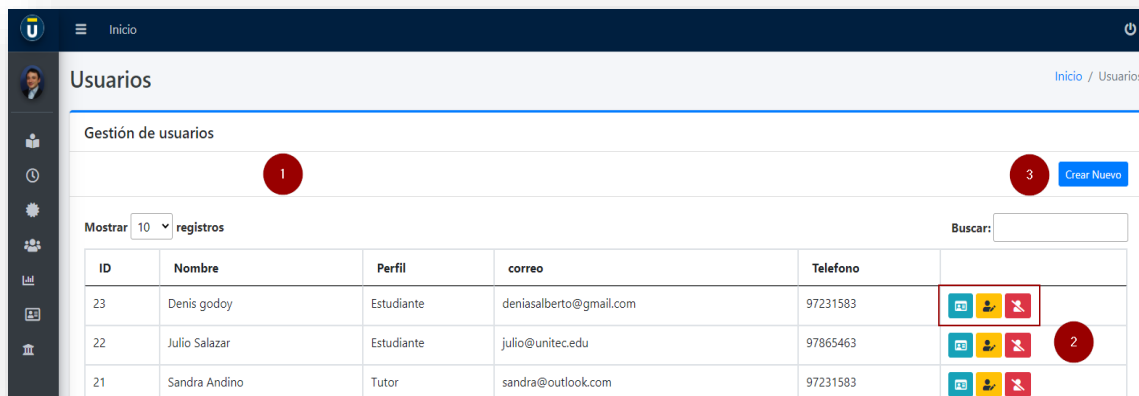 Ū Inicio
Usuarios Inicio / Usuarios
Gestión de usuarios
1 3 Crear Nuevo
Mostrar 10 registros Buscar:
ID Nombre Perfil correo Telefono
23 Denis godoy Estudiante deniasalberto@gmail.com 97231583
22 Julio Salazar Estudiante julio@unitec.edu 97865463 2
21 Sandra Andino Tutor sandra@outlook.com 97231583